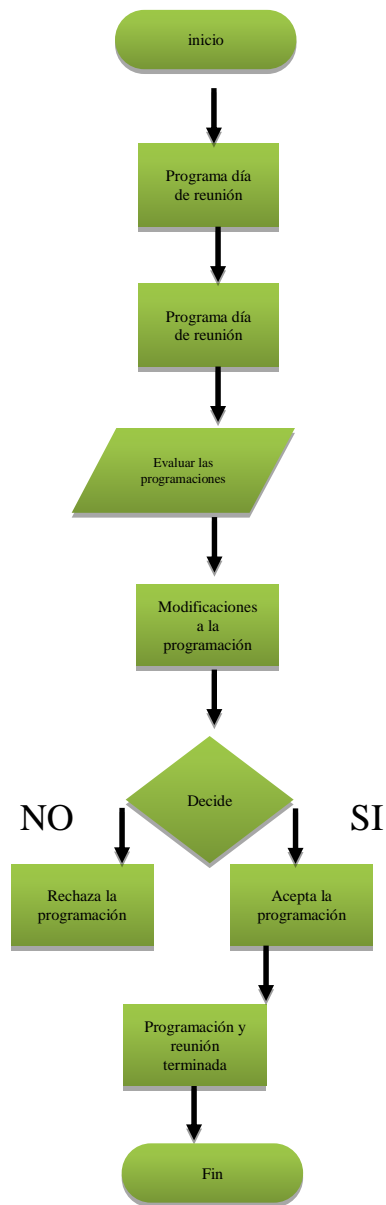 inicio
Programa día
de reunión
Programa día
de reunión
Evaluar las
programaciones
Modificaciones
a la
programación
Decide
NO
SI
Rechaza la
programación
Acepta la
programación
Programación y
reunión
terminada
Fin